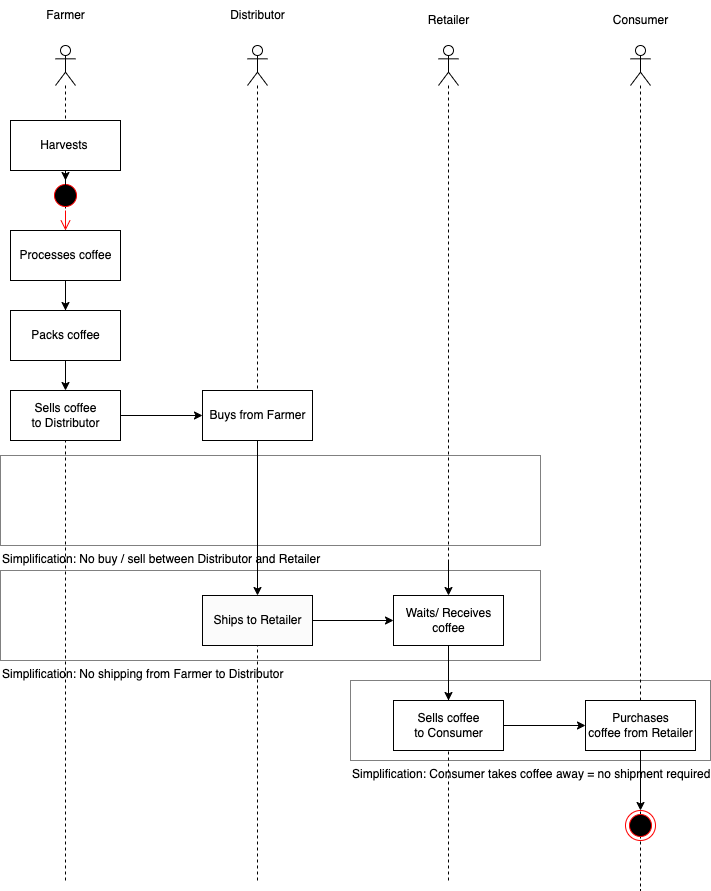 Farmer
Distributor
Retailer
Consumer
Harvests
Processes coffee
Packs coffee
Sells coffee
to Distributor
Buys from Farmer
Simplification: No buy / sell between Distributor and Retailer
Ships to Retailer
Waits/ Receives
coffee
Simplification: No shipping from Farmer to Distributor
Sells coffee
to Consumer
Purchases
coffee from Retailer
Simplification: Consumer takes coffee away = no shipment required